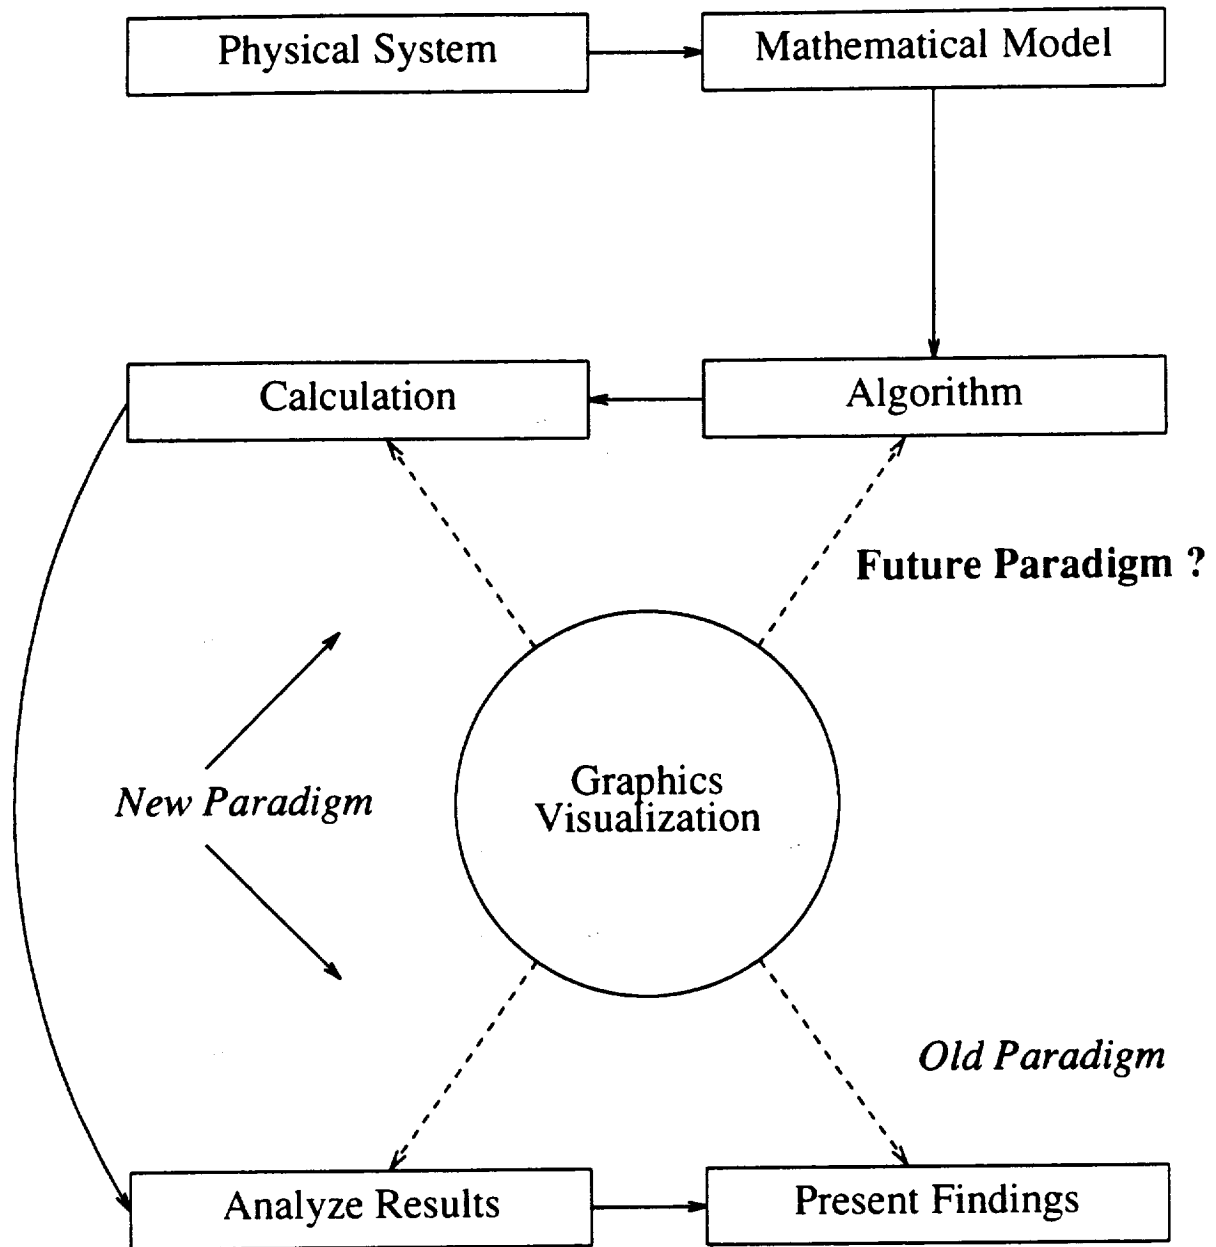 Physical System
Mathematical Model
Calculation
Algorithm
Future Paradigm ?
Graphics
Visualization
New Paradigm
Old Paradigm
Analyze Results
Present Findings